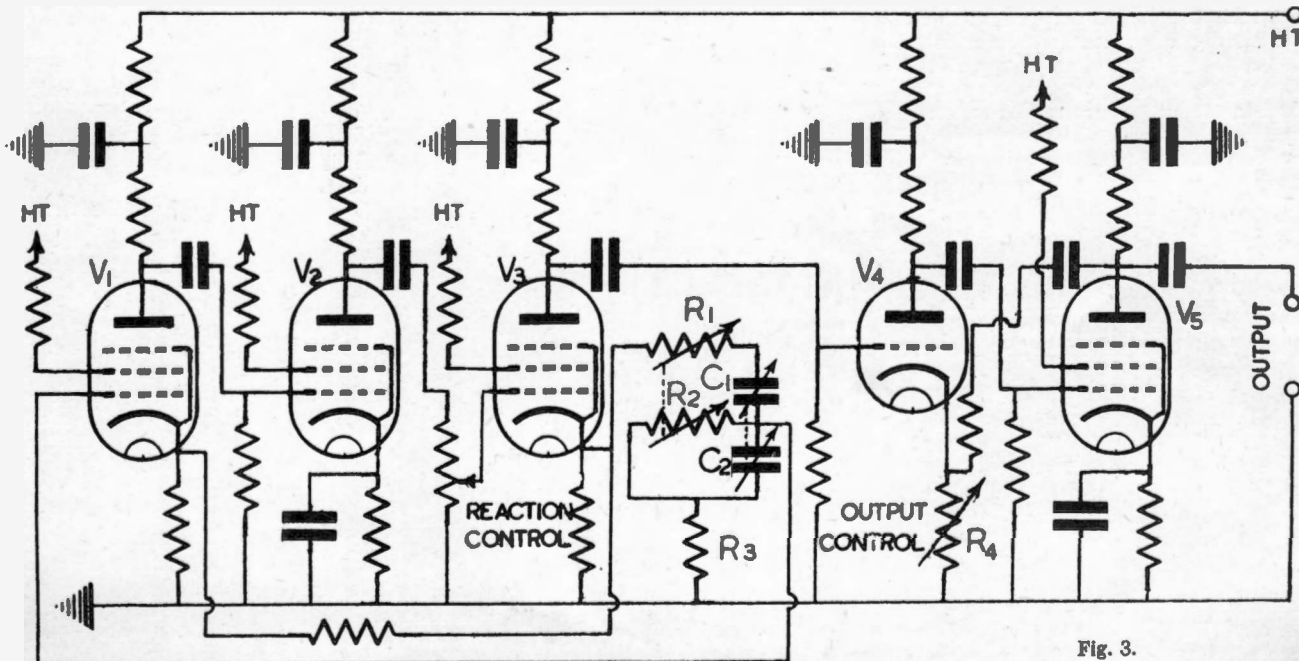 HT
HT
HT
HT
HT
V1
V2
V3
V4
V5
R1
C1
R2
C2
REACTION
CONTROL
R3
OUTPUT
CONTROL
R4
OUTPUT
Fig. 3.